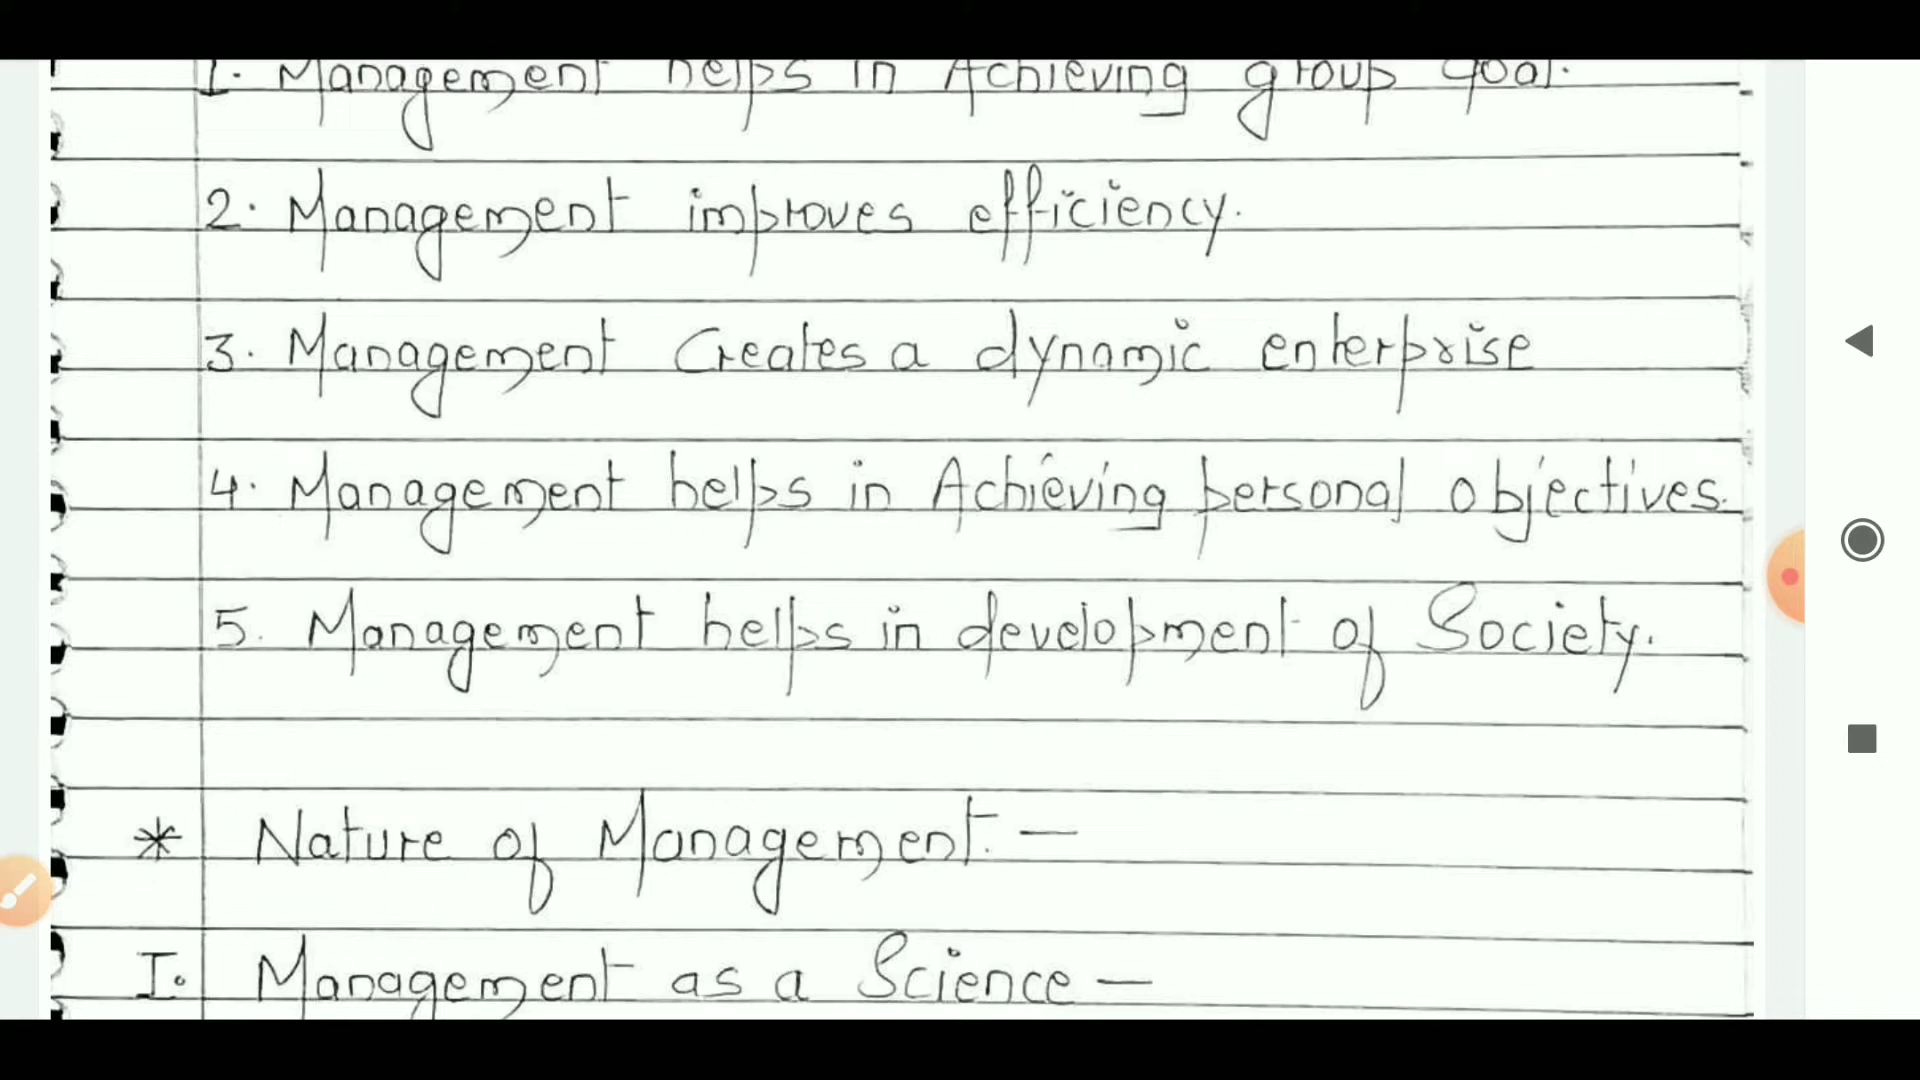 1. Management helps in Achieving group goal.
2. Management improves efficiency.
3. Management Creates a dynamic enterprise
4. Management helps in Achieving personal objectives.
5. Management helps in development of Society.
* Nature of Management. —
I. Management as a Science —